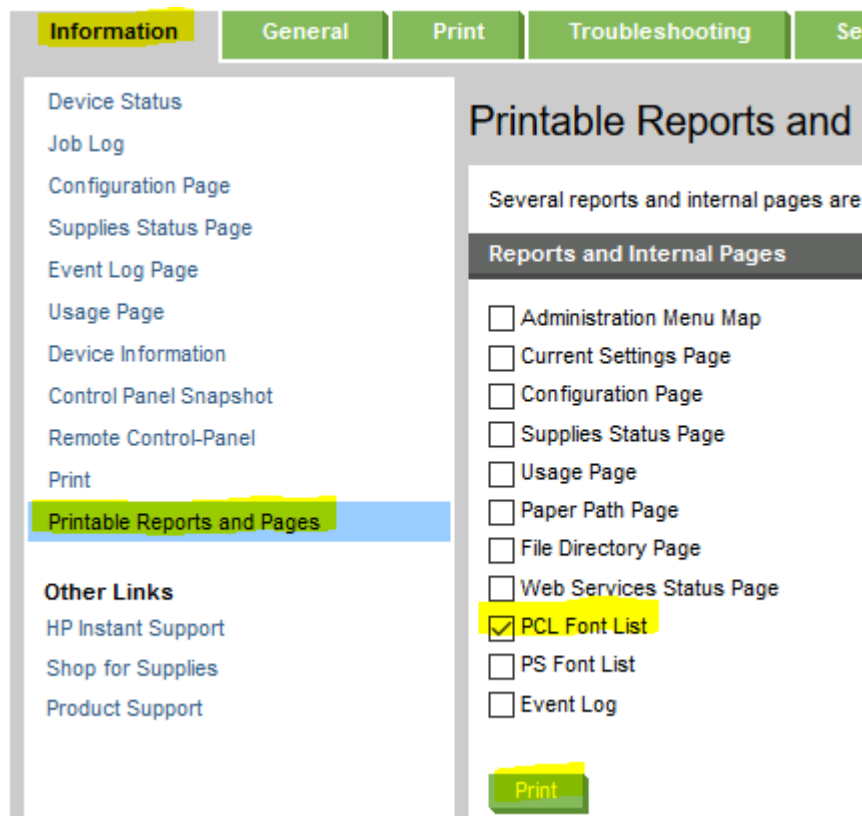 Information
General
Print
Troubleshooting
Se
Device Status
Job Log
Configuration Page
Supplies Status Page
Event Log Page
Usage Page
Device Information
Control Panel Snapshot
Remote Control-Panel
Print
Printable Reports and Pages
Other Links
HP Instant Support
Shop for Supplies
Product Support
Printable Reports and
Several reports and internal pages are
Reports and Internal Pages
Administration Menu Map
Current Settings Page
Configuration Page
Supplies Status Page
Usage Page
Paper Path Page
File Directory Page
Web Services Status Page
PCL Font List
PS Font List
Event Log
Print